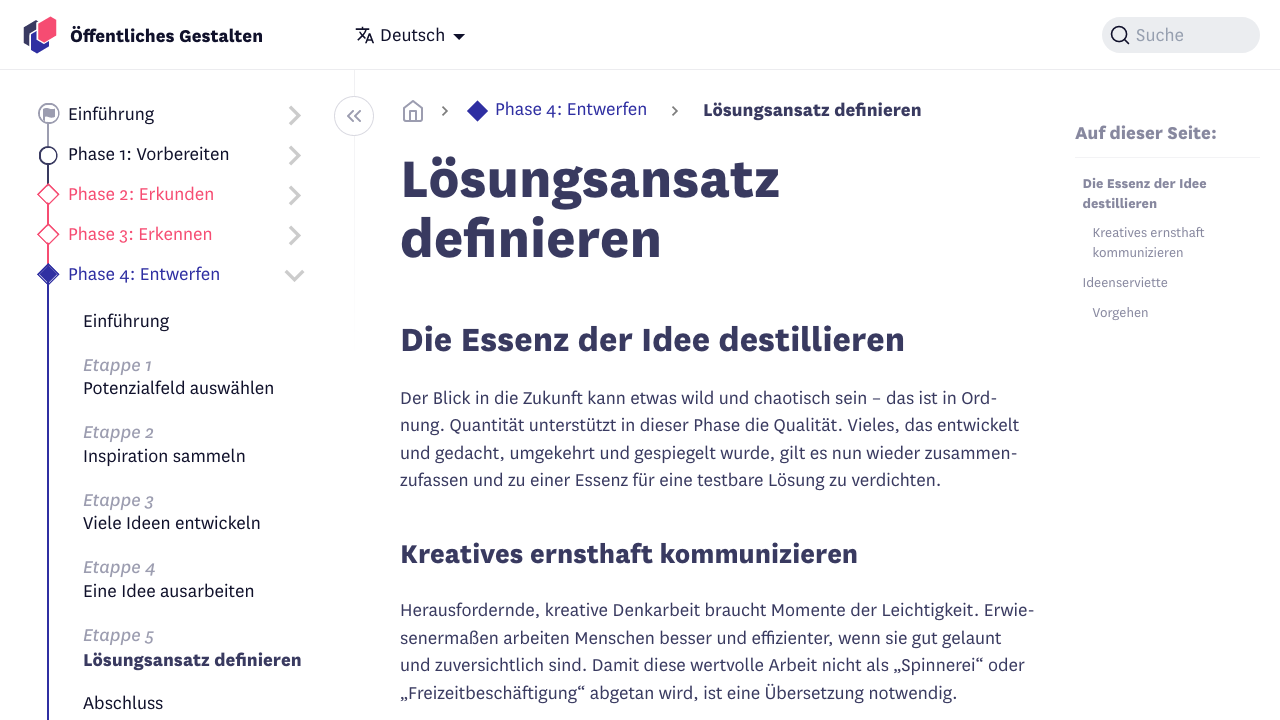 Öffentliches Gestalten
Deutsch
Suche
Einführung
Phase 1: Vorbereiten
Phase 2: Erkunden
Phase 3: Erkennen
Phase 4: Entwerfen
Einführung
Etappe 1
Potenzialfeld auswählen
Etappe 2
Inspiration sammeln
Etappe 3
Viele Ideen entwickeln
Etappe 4
Eine Idee ausarbeiten
Etappe 5
Lösungsansatz definieren
Abschluss
Phase 4: Entwerfen
Lösungsansatz definieren
Lösungsansatz
definieren
Die Essenz der Idee destillieren
Der Blick in die Zukunft kann etwas wild und chaotisch sein – das ist in Ord-
nung. Quantität unterstützt in dieser Phase die Qualität. Vieles, das entwickelt
und gedacht, umgekehrt und gespiegelt wurde, gilt es nun wieder zusammen-
zufassen und zu einer Essenz für eine testbare Lösung zu verdichten.
Kreatives ernsthaft kommunizieren
Herausfordernde, kreative Denkarbeit braucht Momente der Leichtigkeit. Erwie-
senermaßen arbeiten Menschen besser und effizienter, wenn sie gut gelaunt
und zuversichtlich sind. Damit diese wertvolle Arbeit nicht als „Spinnerei“ oder
„Freizeitbeschäftigung“ abgetan wird, ist eine Übersetzung notwendig.
Auf dieser Seite:
Die Essenz der Idee
destillieren
Kreatives ernsthaft
kommunizieren
Ideenserviette
Vorgehen